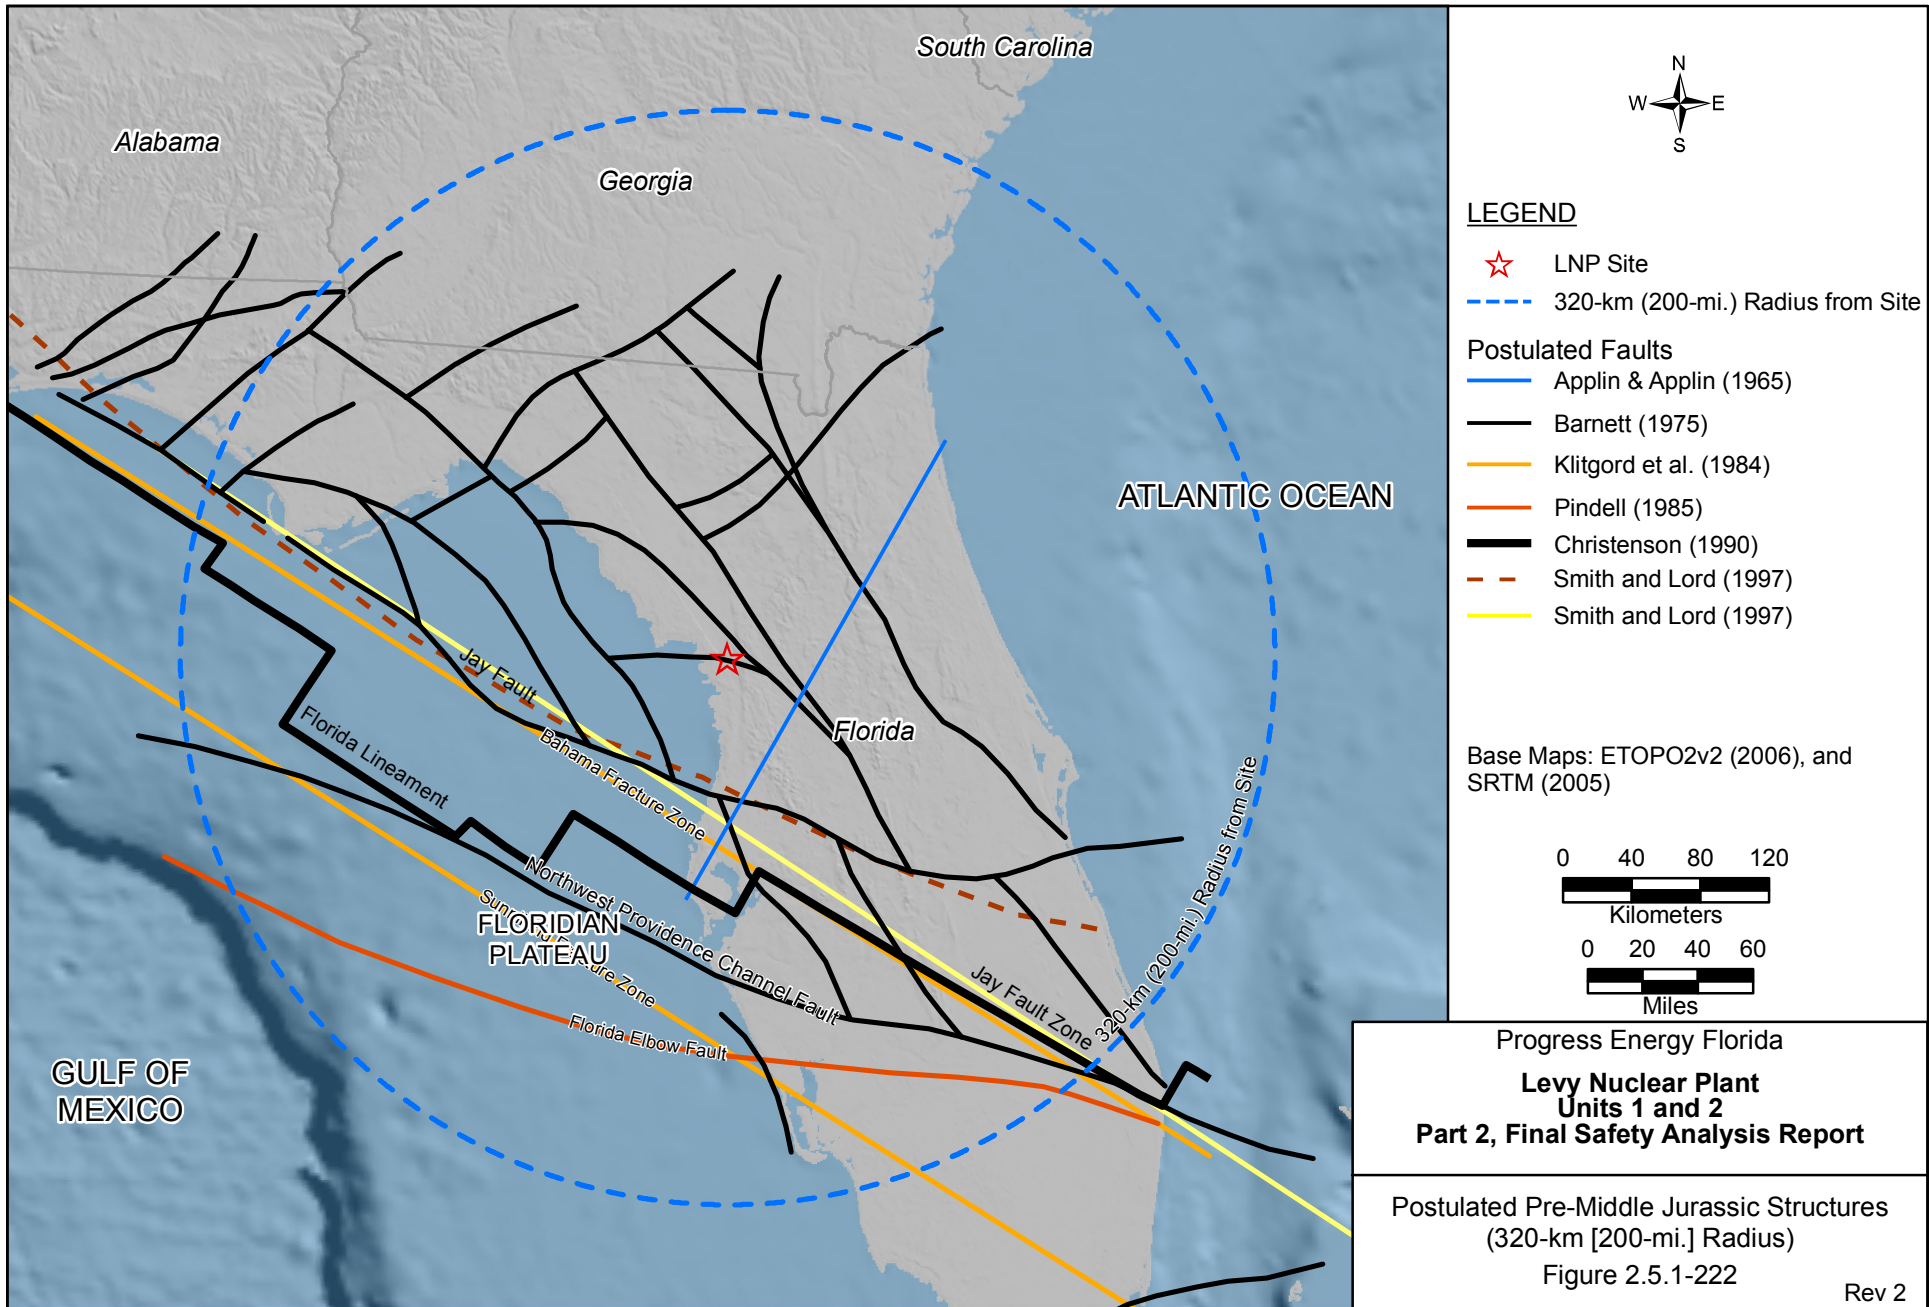 South Carolina
Alabama
Georgia
ATLANTIC OCEAN
Jay Fault
Florida
Florida Lineament
Bahama Fracture Zone
320-km (200-mi.) Radius from Site
Northwest Providence Channel Fault
Sunniland Fracture Zone
FLORIDIAN
PLATEAU
Jay Fault Zone
Florida Elbow Fault
GULF OF
MEXICO
N
W E
S
LEGEND
LNP Site
320-km (200-mi.) Radius from Site
Postulated Faults
Applin & Applin (1965)
Barnett (1975)
Klitgord et al. (1984)
Pindell (1985)
Christenson (1990)
Smith and Lord (1997)
Smith and Lord (1997)
Base Maps: ETOPO2v2 (2006), and
SRTM (2005)
0 40 80 120
Kilometers
0 20 40 60
Miles
Progress Energy Florida
Levy Nuclear Plant
Units 1 and 2
Part 2, Final Safety Analysis Report
Postulated Pre-Middle Jurassic Structures
(320-km [200-mi.] Radius)
Figure 2.5.1-222
Rev 2